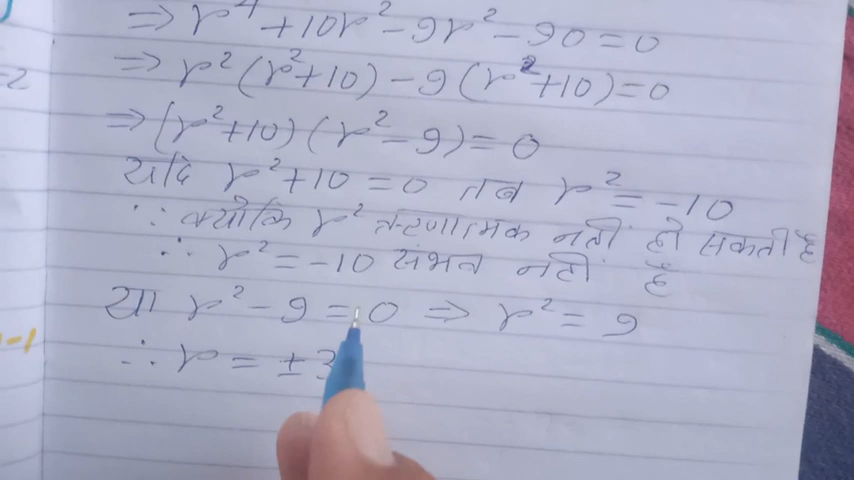 ⇒ r⁴ + 10r² - 9r² - 90 = 0
⇒ r² (r² + 10) - 9 (r² + 10) = 0
⇒ (r² + 10) (r² - 9) = 0
यदि r² + 10 = 0 तब r² = -10
∵ क्योकि r² ऋणात्मक नहीं हो सकती है
∴ r² = -10 संभव नहीं है
या r² - 9 = 0 ⇒ r² = 9
∴ r = ± 3